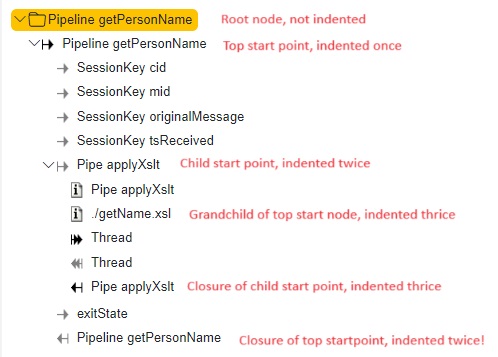 Pipeline getPersonName Root node, not indented
Pipeline getPersonName Top start point, indented once
SessionKey cid
SessionKey mid
SessionKey originalMessage
SessionKey tsReceived
Pipe applyXslt Child start point, indented twice
Pipe applyXslt
./getName.xsl Grandchild of top start node, indented thrice
Thread
Thread
Pipe applyXslt Closure of child start point, indented thrice
exitState
Pipeline getPersonName Closure of top startpoint, indented twice!